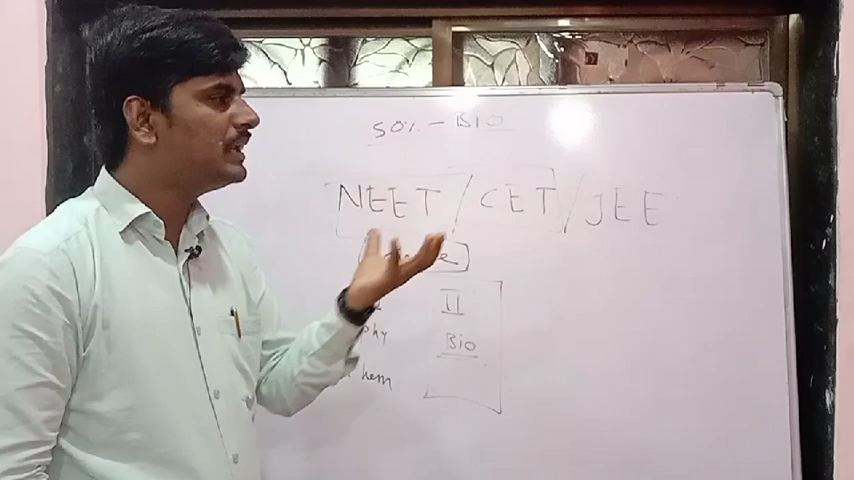 50% - BIO
NEET / CET / JEE
II
phy
Bio
hem